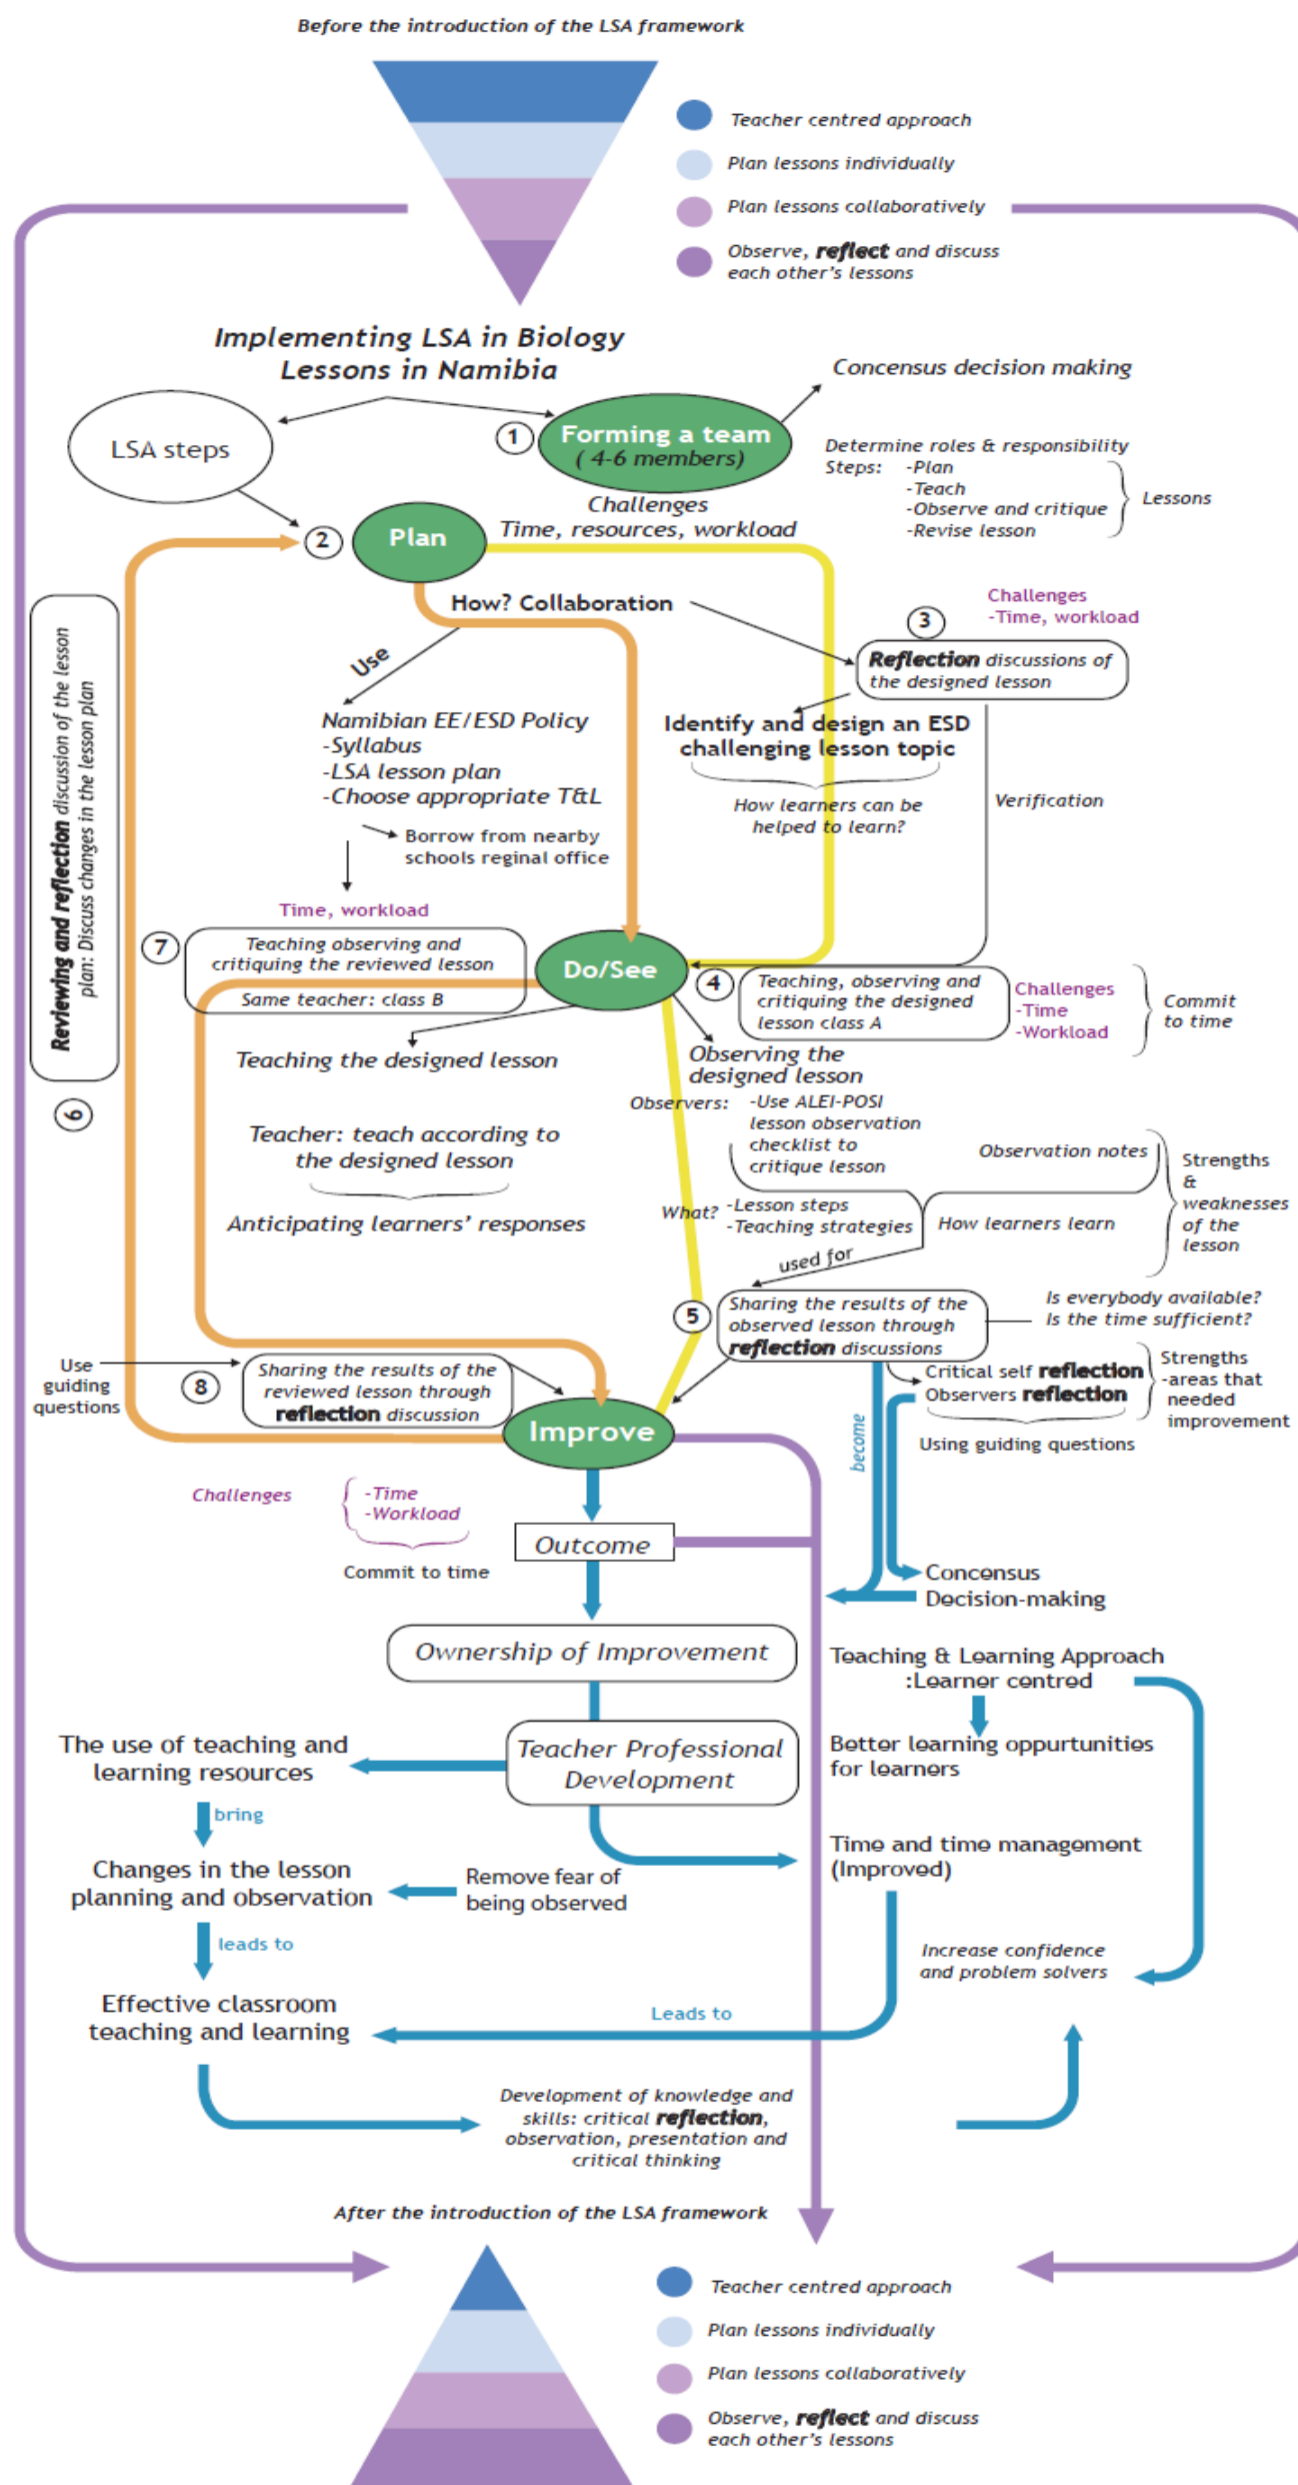 Before the introduction of the LSA framework
Teacher centred approach
Plan lessons individually
Plan lessons collaboratively
Observe, reflect and discuss
each other's lessons
Implementing LSA in Biology
Lessons in Namibia
LSA steps
1
Forming a team
( 4-6 members)
Concensus decision making
Determine roles & responsibility
Steps: -Plan
-Teach
-Observe and critique
-Revise lesson
Lessons
2
Plan
Challenges
Time, resources, workload
How? Collaboration
Use
Namibian EE/ESD Policy
-Syllabus
-LSA lesson plan
-Choose appropriate T&L
Borrow from nearby
schools reginal office
Time, workload
3
Challenges
-Time, workload
Reflection discussions of
the designed lesson
Identify and design an ESD
challenging lesson topic
How learners can be
helped to learn?
Verification
Reviewing and reflection discussion of the lesson
plan: Discuss changes in the lesson plan
6
7
Teaching observing and
critiquing the reviewed lesson
Same teacher: class B
Do/See
4
Teaching, observing and
critiquing the designed
lesson class A
Challenges
-Time
-Workload
Commit
to time
Teaching the designed lesson
Teacher: teach according to
the designed lesson
Anticipating learners' responses
Observing the
designed lesson
Observers: -Use ALEI-POSI
lesson observation
checklist to
critique lesson
What? -Lesson steps
-Teaching strategies
Observation notes
How learners learn
Strengths
&
weaknesses
of the
lesson
used for
5
Sharing the results of the
observed lesson through
reflection discussions
Is everybody available?
Is the time sufficient?
Critical self reflection
Observers reflection
Strengths
-areas that
needed
improvement
Using guiding questions
become
Use
guiding
questions
8
Sharing the results of the
reviewed lesson through
reflection discussion
Improve
Challenges
-Time
-Workload
Commit to time
Outcome
Concensus
Decision-making
Ownership of Improvement
Teaching & Learning Approach
:Learner centred
Better learning oppurtunities
for learners
Teacher Professional
Development
The use of teaching and
learning resources
bring
Changes in the lesson
planning and observation
Remove fear of
being observed
Time and time management
(Improved)
leads to
Increase confidence
and problem solvers
Effective classroom
teaching and learning
Leads to
Development of knowledge and
skills: critical reflection,
observation, presentation and
critical thinking
After the introduction of the LSA framework
Teacher centred approach
Plan lessons individually
Plan lessons collaboratively
Observe, reflect and discuss
each other's lessons